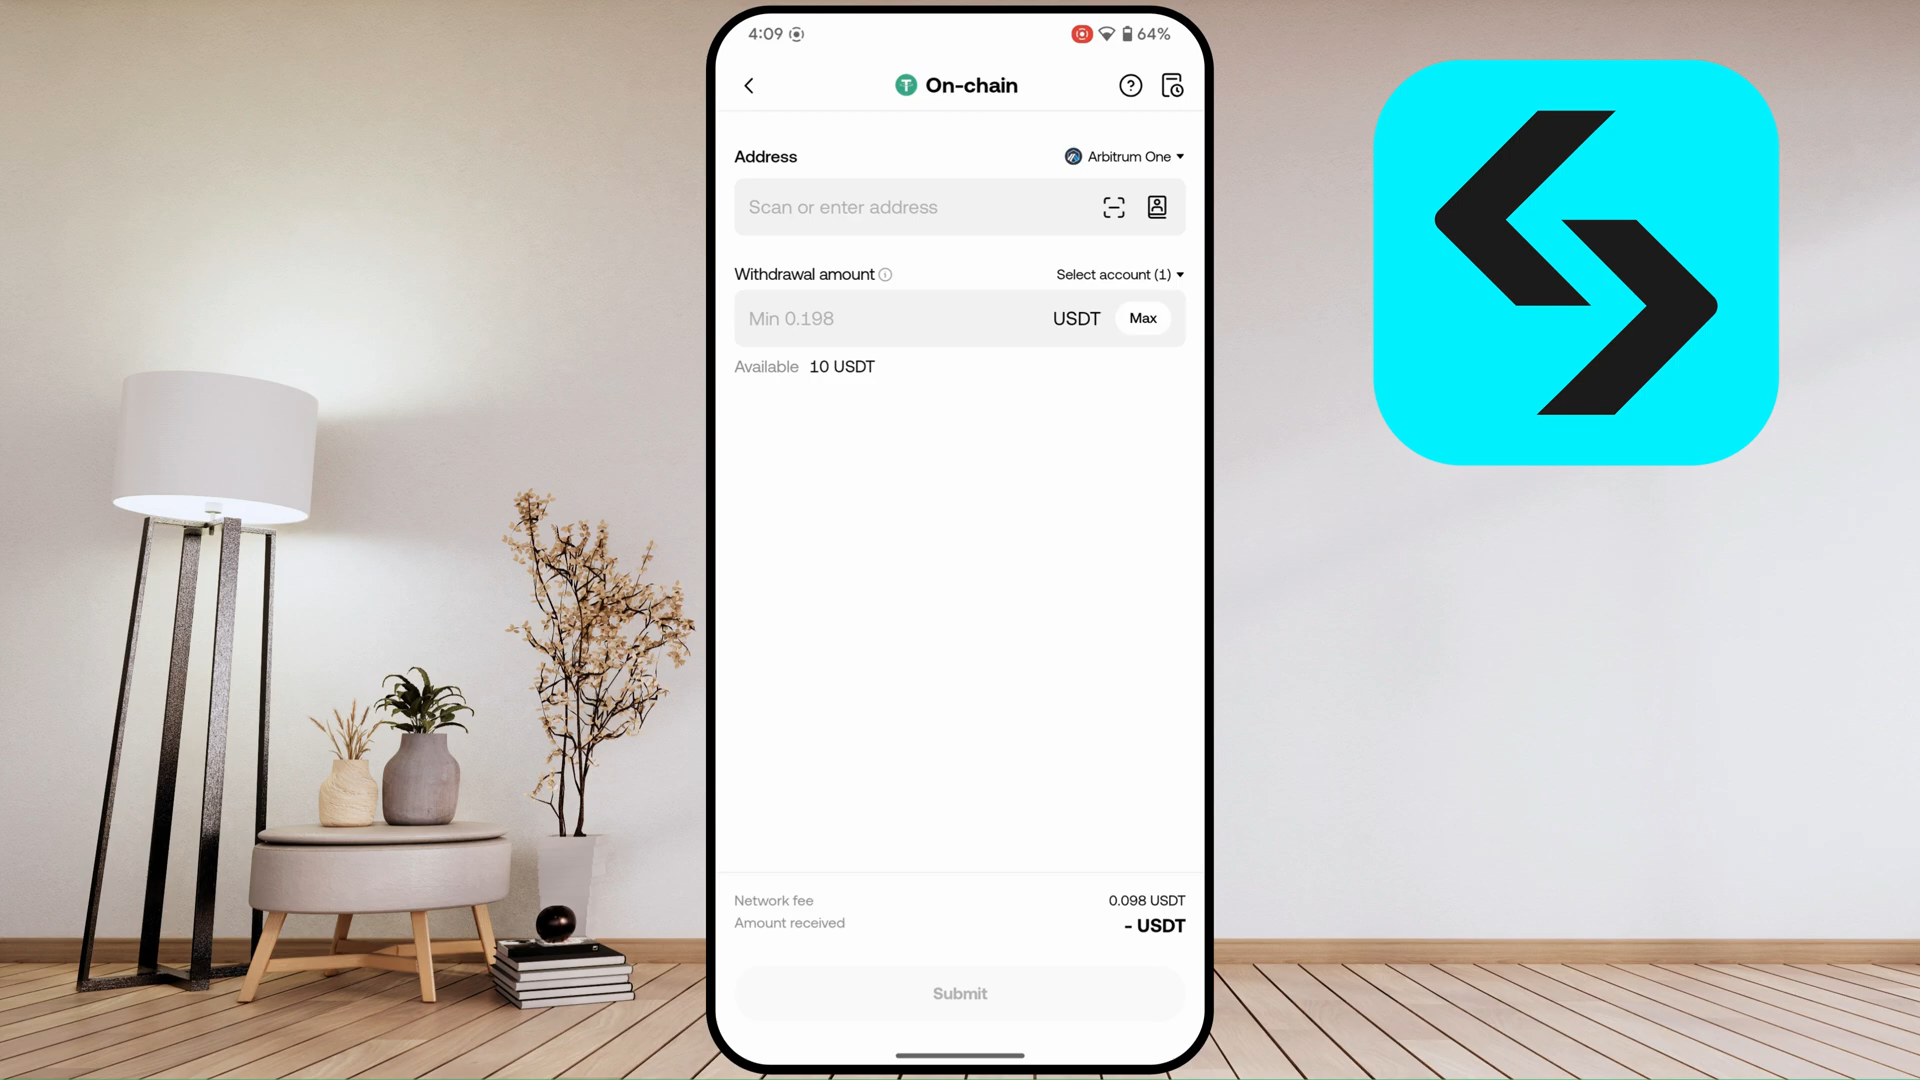 4:09
64%
On-chain
Address
Arbitrum One
Scan or enter address
Withdrawal amount
Select account (1)
Min 0.198
USDT
Max
Available 10 USDT
Network fee
0.098 USDT
Amount received
- USDT
Submit